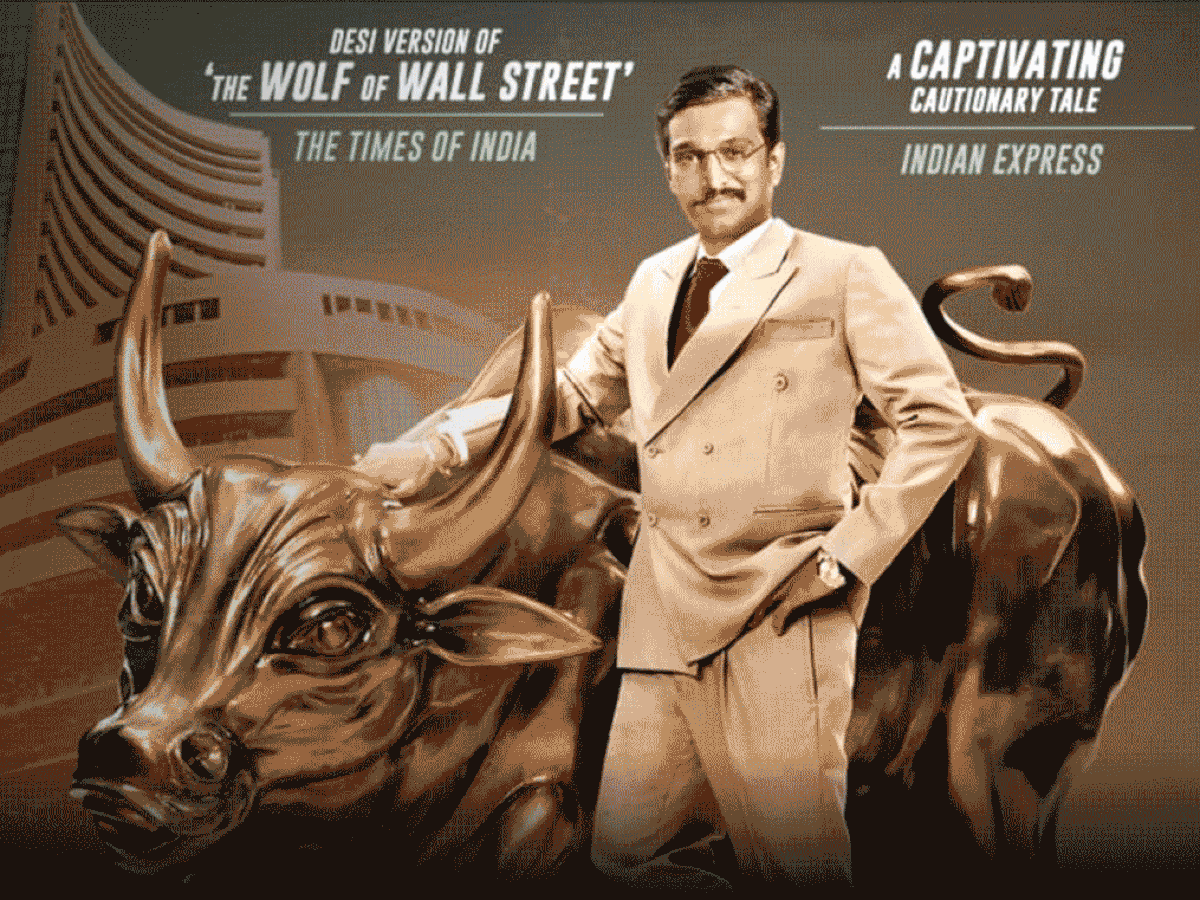 DESI VERSION OF
'THE WOLF OF WALL STREET'
THE TIMES OF INDIA
A CAPTIVATING
CAUTIONARY TALE
INDIAN EXPRESS